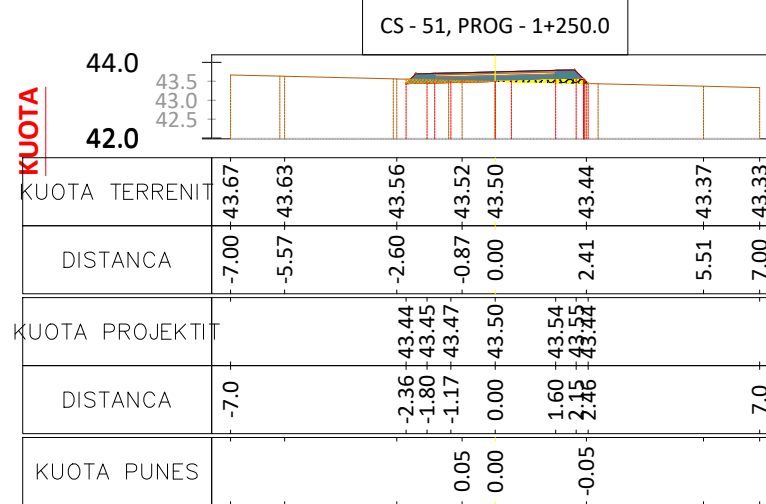 CS - 51, PROG - 1+250.0
KUOTA
44.0
43.5
43.0
42.5
42.0
KUOTA TERRENIT 43.67 43.63 43.56 43.52 43.50 43.44 43.37 43.33
DISTANCA -7.00 -5.57 -2.60 -0.87 0.00 2.41 5.51 7.00
KUOTA PROJEKTIT 43.44 43.45 43.47 43.50 43.54 43.55 43.44
DISTANCA -7.0 -2.36 -1.80 -1.17 0.00 1.60 2.15 2.46 7.0
KUOTA PUNES 0.05 0.00 -0.05